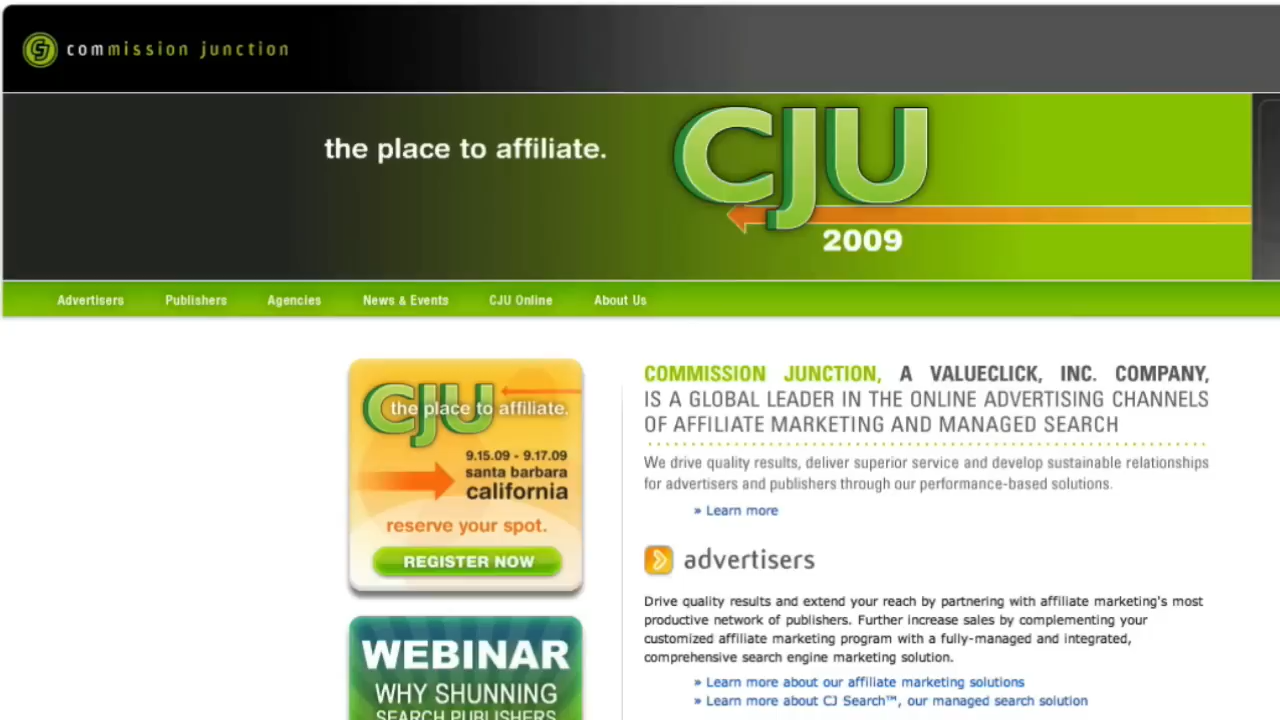 commission junction
the place to affiliate.
CJU
2009
Advertisers Publishers Agencies News & Events CJU Online About Us
CJU
the place to affiliate.
9.15.09 - 9.17.09
santa barbara
california
reserve your spot.
REGISTER NOW
WEBINAR
WHY SHUNNING
SEARCH PUBLISHERS
COMMISSION JUNCTION, A VALUECLICK, INC. COMPANY,
IS A GLOBAL LEADER IN THE ONLINE ADVERTISING CHANNELS
OF AFFILIATE MARKETING AND MANAGED SEARCH
We drive quality results, deliver superior service and develop sustainable relationships
for advertisers and publishers through our performance-based solutions.
» Learn more
advertisers
Drive quality results and extend your reach by partnering with affiliate marketing's most
productive network of publishers. Further increase sales by complementing your
customized affiliate marketing program with a fully-managed and integrated,
comprehensive search engine marketing solution.
» Learn more about our affiliate marketing solutions
» Learn more about CJ Search™, our managed search solution